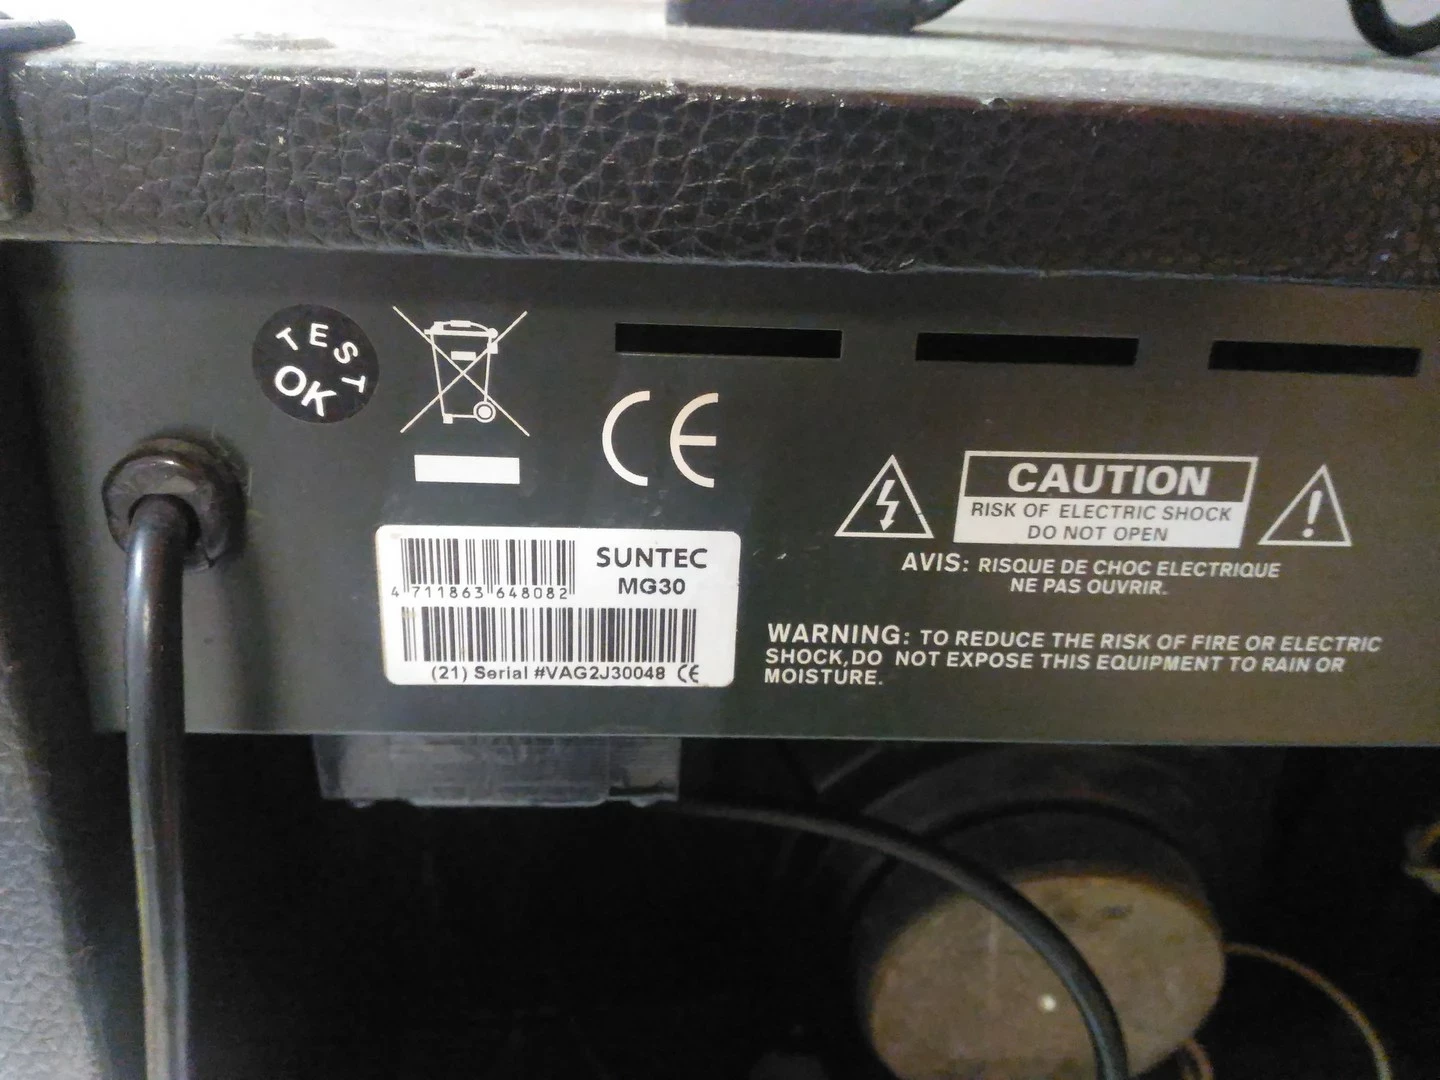 TEST
OK
CE
SUNTEC
MG30
4 711863 648082
(21) Serial #VAG2J30048 CE
CAUTION
RISK OF ELECTRIC SHOCK
DO NOT OPEN
AVIS: RISQUE DE CHOC ELECTRIQUE
NE PAS OUVRIR.
WARNING: TO REDUCE THE RISK OF FIRE OR ELECTRIC
SHOCK,DO NOT EXPOSE THIS EQUIPMENT TO RAIN OR
MOISTURE.